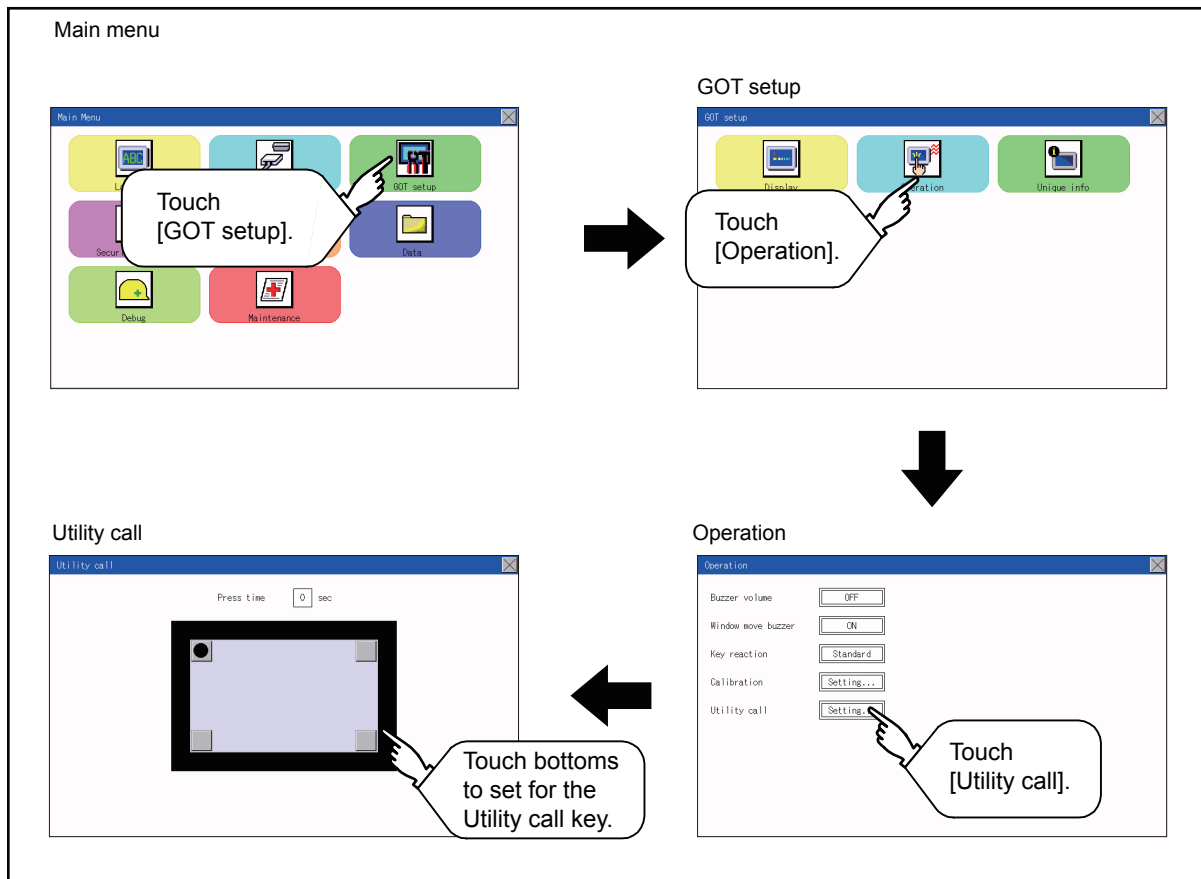 Main menu
GOT setup
Main Menu
ABC
GOT setup
Touch
[GOT setup].
Secur
Data
Debug
Maintenance
GOT setup
Display
eration
Unique info
Touch
[Operation].
Utility call
Utility call
Press time 0 sec
Touch bottoms
to set for the
Utility call key.
Operation
Operation
Buzzer volume OFF
Window move buzzer ON
Key reaction Standard
Calibration Setting...
Utility call Setting.
Touch
[Utility call].